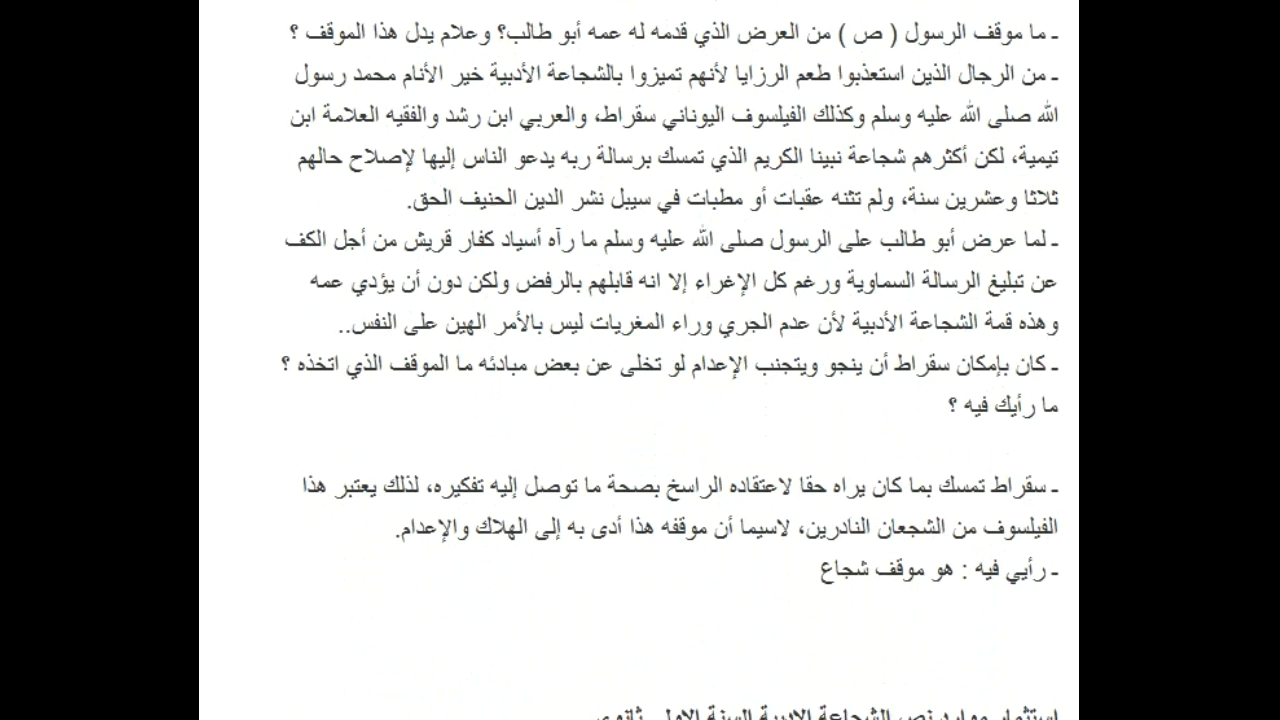 ـ ما موقف الرسول ( ص ) من العرض الذي قدمه له عمه أبو طالب؟ وعلام يدل هذا الموقف ؟
ـ من الرجال الذين استعذبوا طعم الرزايا لأنهم تميزوا بالشجاعة الأدبية خير الأنام محمد رسول
الله صلى الله عليه وسلم وكذلك الفيلسوف اليوناني سقراط، والعربي ابن رشد والفقيه العلامة ابن
تيمية، لكن أكثرهم شجاعة نبينا الكريم الذي تمسك برسالة ربه يدعو الناس إليها لإصلاح حالهم
ثلاثا وعشرين سنة، ولم تثنه عقبات أو مطبات في سيبل نشر الدين الحنيف الحق.
ـ لما عرض أبو طالب على الرسول صلى الله عليه وسلم ما رآه أسياد كفار قريش من أجل الكف
عن تبليغ الرسالة السماوية ورغم كل الإغراء إلا انه قابلهم بالرفض ولكن دون أن يؤدي عمه
وهذه قمة الشجاعة الأدبية لأن عدم الجري وراء المغريات ليس بالأمر الهين على النفس..
ـ كان بإمكان سقراط أن ينجو ويتجنب الإعدام لو تخلى عن بعض مبادئه ما الموقف الذي اتخذه ؟
ما رأيك فيه ؟
ـ سقراط تمسك بما كان يراه حقا لاعتقاده الراسخ بصحة ما توصل إليه تفكيره، لذلك يعتبر هذا
الفيلسوف من الشجعان النادرين، لاسيما أن موقفه هذا أدى به إلى الهلاك والإعدام.
ـ رأيي فيه : هو موقف شجاع
استثمار موارد نص الشجاعة الادبية السنة الاولى ثانوي